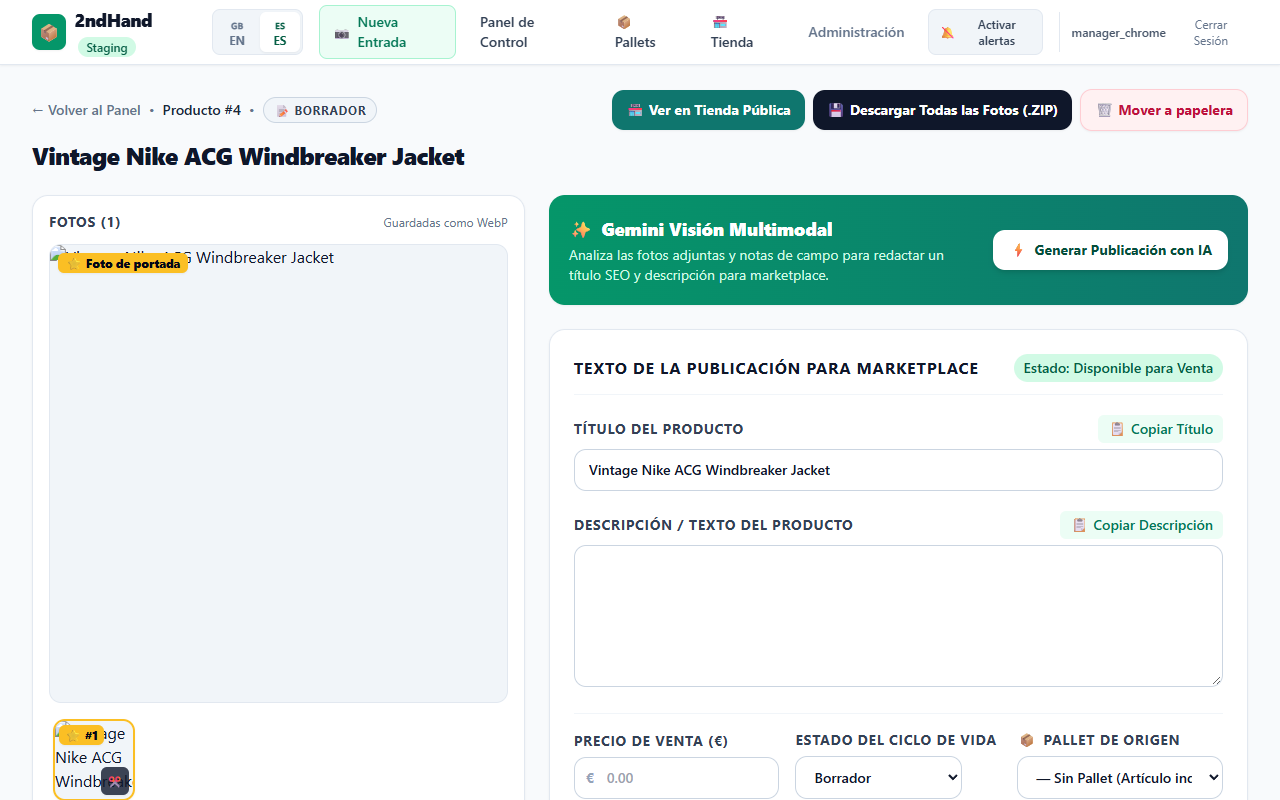 2ndHand
Staging
GB
EN
ES
ES
Nueva
Entrada
Panel de
Control
Pallets
Tienda
Administración
Activar
alertas
manager_chrome
Cerrar
Sesión
← Volver al Panel • Producto #4 • BORRADOR
Ver en Tienda Pública
Descargar Todas las Fotos (.ZIP)
Mover a papelera
Vintage Nike ACG Windbreaker Jacket
FOTOS (1)
Guardadas como WebP
Foto de portada
Windbreaker Jacket
#1
Nike ACG
Gemini Visión Multimodal
Analiza las fotos adjuntas y notas de campo para redactar un
título SEO y descripción para marketplace.
Generar Publicación con IA
TEXTO DE LA PUBLICACIÓN PARA MARKETPLACE
Estado: Disponible para Venta
TÍTULO DEL PRODUCTO
Copiar Título
Vintage Nike ACG Windbreaker Jacket
DESCRIPCIÓN / TEXTO DEL PRODUCTO
Copiar Descripción
PRECIO DE VENTA (€)
€ 0.00
ESTADO DEL CICLO DE VIDA
Borrador
PALLET DE ORIGEN
— Sin Pallet (Artículo inc